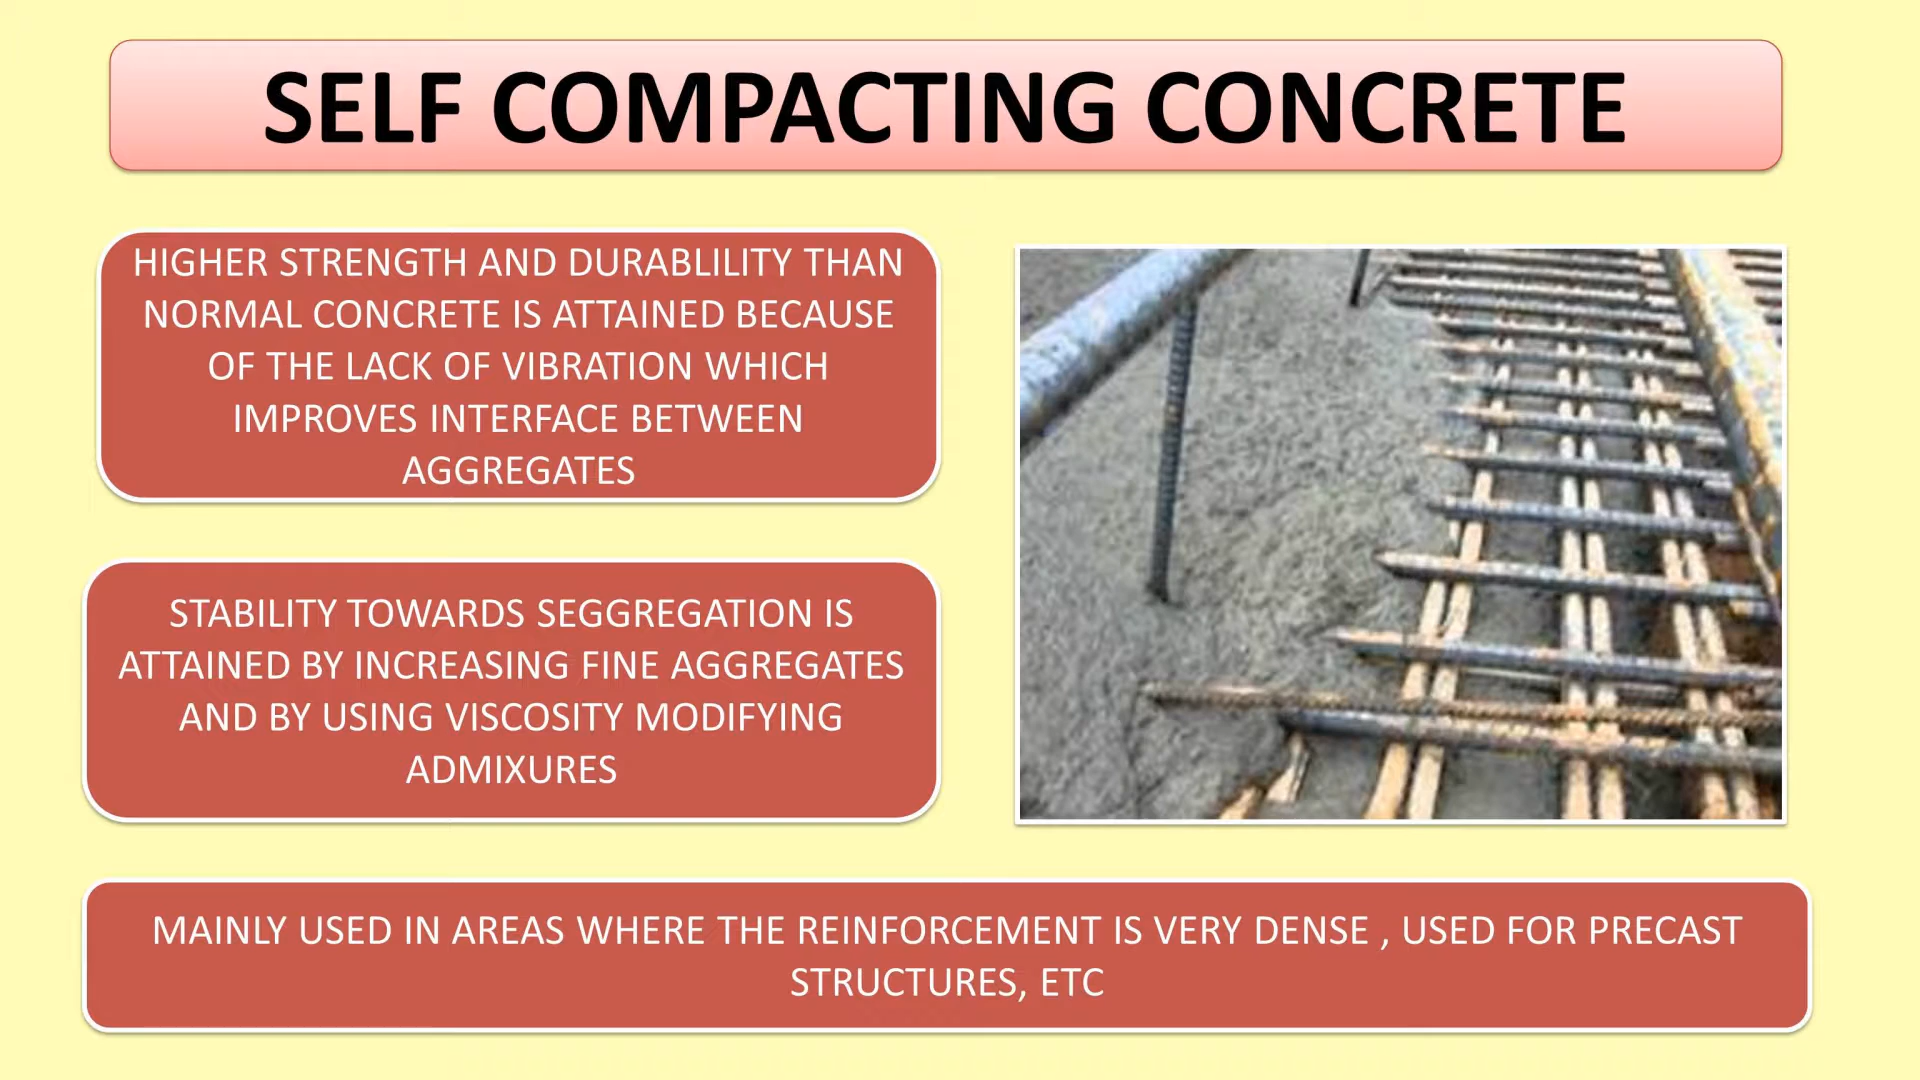 SELF COMPACTING CONCRETE
HIGHER STRENGTH AND DURABLILITY THAN
NORMAL CONCRETE IS ATTAINED BECAUSE
OF THE LACK OF VIBRATION WHICH
IMPROVES INTERFACE BETWEEN
AGGREGATES
STABILITY TOWARDS SEGGREGATION IS
ATTAINED BY INCREASING FINE AGGREGATES
AND BY USING VISCOSITY MODIFYING
ADMIXURES
MAINLY USED IN AREAS WHERE THE REINFORCEMENT IS VERY DENSE , USED FOR PRECAST
STRUCTURES, ETC